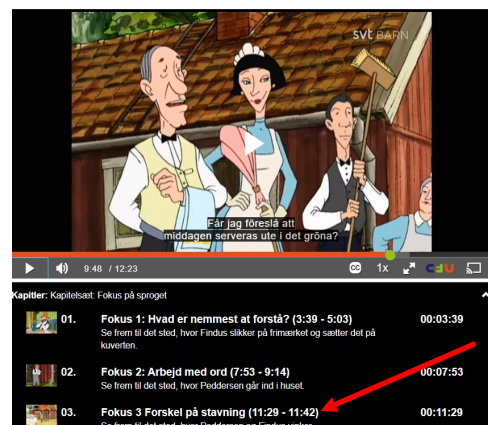 svt BARN
Får jag föreslå att
middagen serveras ute i det gröna?
9:48 / 12:23
CC
1x
CFU
Kapitler: Kapitelsæt: Fokus på sproget
01. Fokus 1: Hvad er nemmest at forstå? (3:39 - 5:03) 00:03:39
Se frem til det sted, hvor Findus slikker på frimærket og sætter det på
kuverten.
02. Fokus 2: Arbejd med ord (7:53 - 9:14) 00:07:53
Se frem til det sted, hvor Peddersen går ind i huset.
03. Fokus 3 Forskel på stavning (11:29 - 11:42) 00:11:29